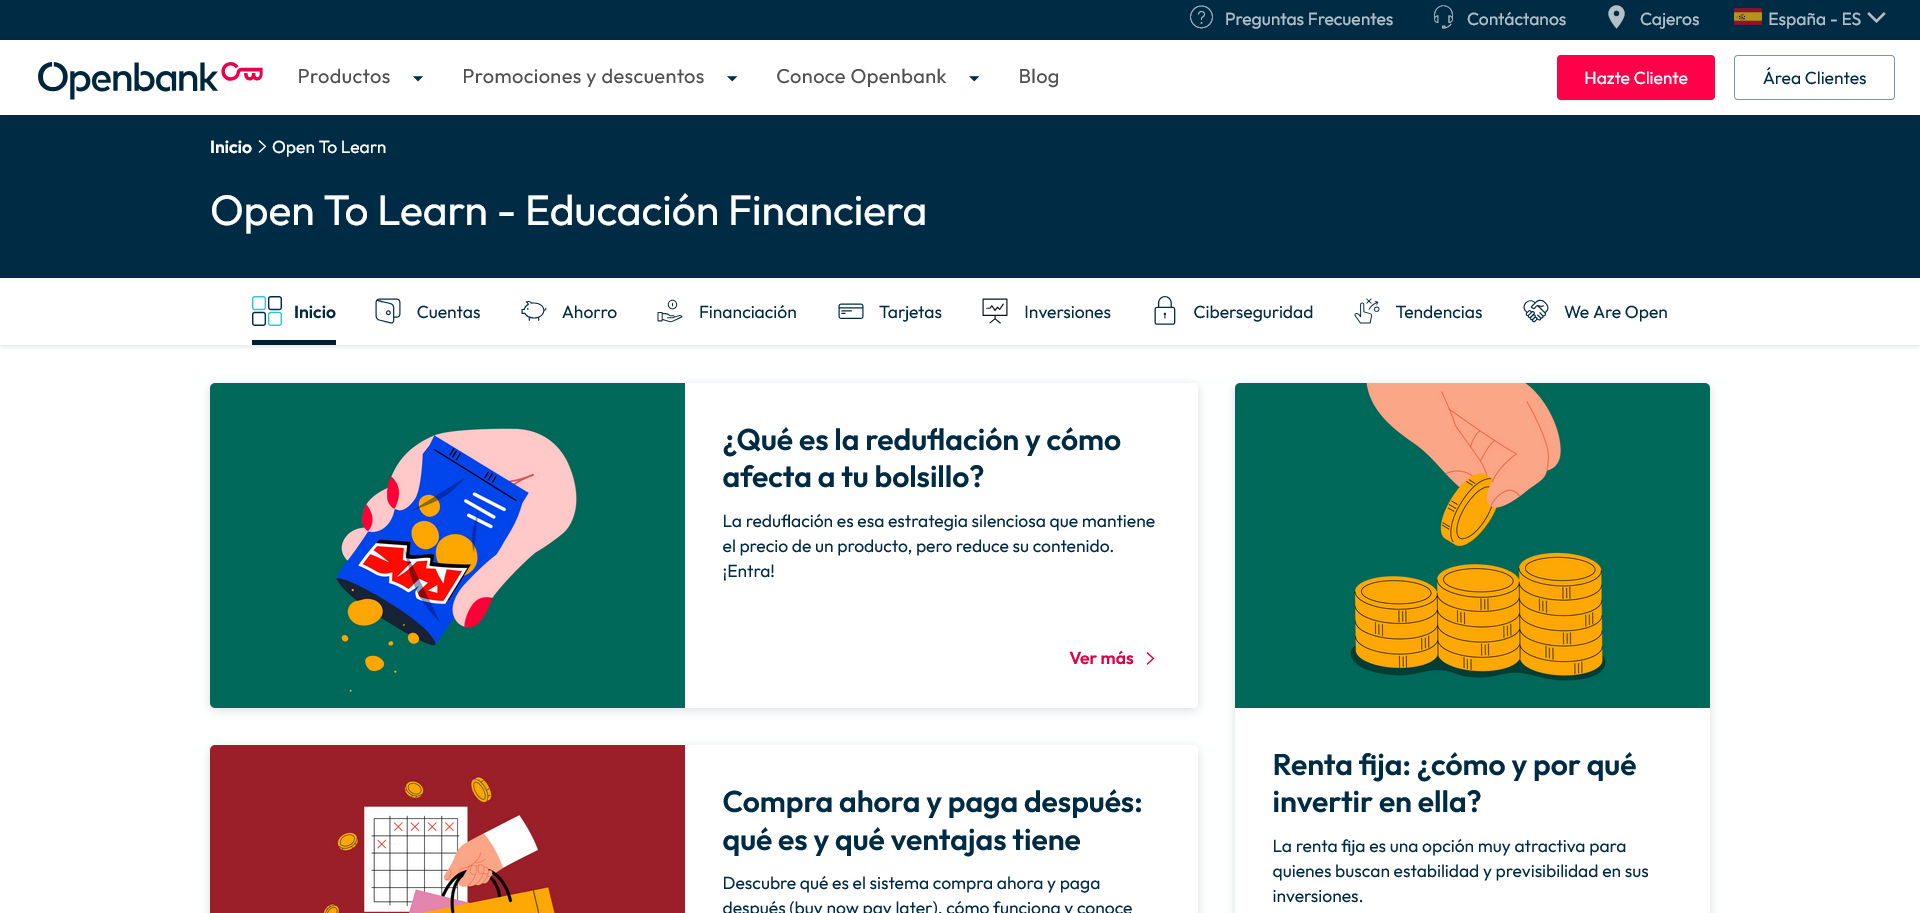 Preguntas Frecuentes
Contáctanos
Cajeros
España - ES
Openbank
Productos
Promociones y descuentos
Conoce Openbank
Blog
Hazte Cliente
Área Clientes
Inicio > Open To Learn
Open To Learn - Educación Financiera
Inicio
Cuentas
Ahorro
Financiación
Tarjetas
Inversiones
Ciberseguridad
Tendencias
We Are Open
¿Qué es la reduflación y cómo
afecta a tu bolsillo?
La reduflación es esa estrategia silenciosa que mantiene
el precio de un producto, pero reduce su contenido.
¡Entra!
Ver más
Compra ahora y paga después:
qué es y qué ventajas tiene
Descubre qué es el sistema compra ahora y paga
después (buy now pay later), cómo funciona y conoce
Renta fija: ¿cómo y por qué
invertir en ella?
La renta fija es una opción muy atractiva para
quienes buscan estabilidad y previsibilidad en sus
inversiones.